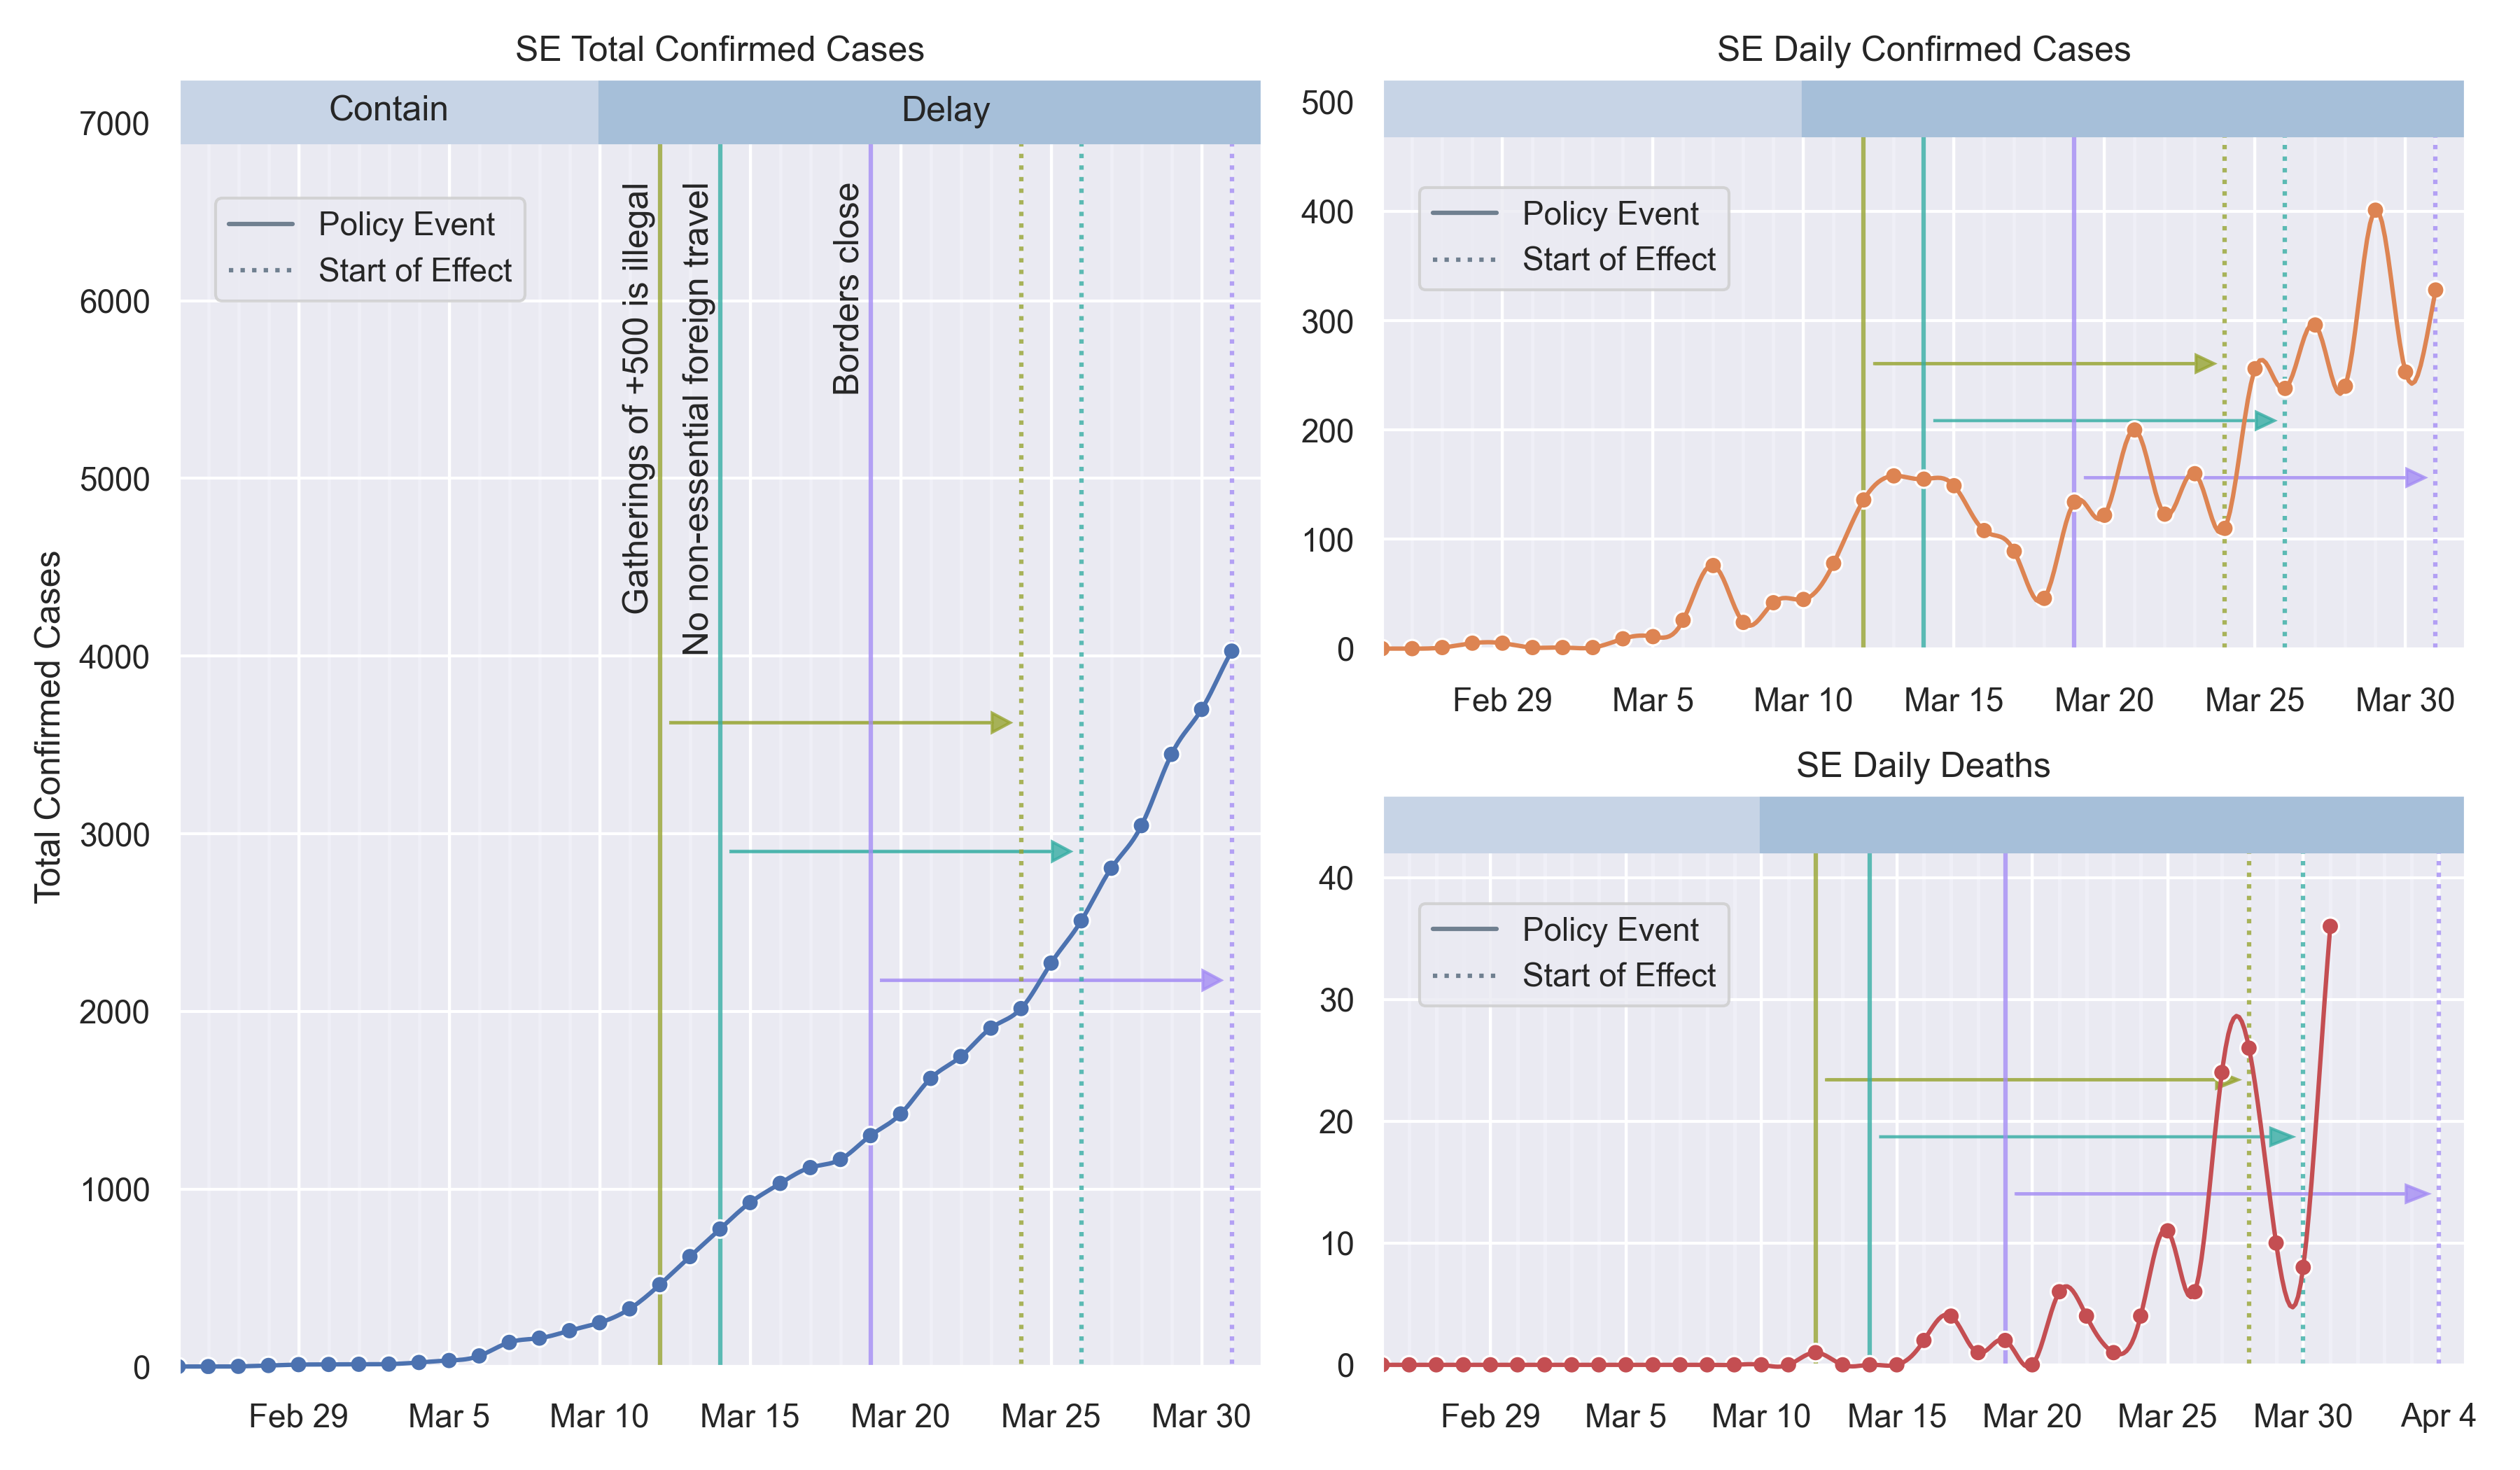 SE Total Confirmed Cases
Contain
Delay
7000
6000
5000
4000
3000
2000
1000
0
Total Confirmed Cases
Policy Event
Start of Effect
Gatherings of +500 is illegal
No non-essential foreign travel
Borders close
Feb 29
Mar 5
Mar 10
Mar 15
Mar 20
Mar 25
Mar 30
SE Daily Confirmed Cases
500
400
300
200
100
0
Policy Event
Start of Effect
Feb 29
Mar 5
Mar 10
Mar 15
Mar 20
Mar 25
Mar 30
SE Daily Deaths
40
30
20
10
0
Policy Event
Start of Effect
Feb 29
Mar 5
Mar 10
Mar 15
Mar 20
Mar 25
Mar 30
Apr 4